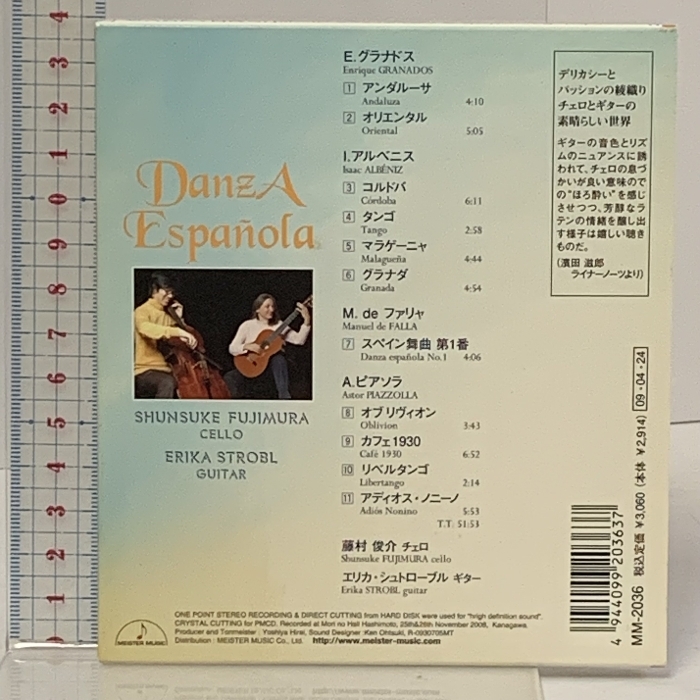 DanzA
Española
SHUNSUKE FUJIMURA
CELLO
ERIKA STROBL
GUITAR
E.グラナドス
Enrique GRANADOS
1 アンダルーサ
Andaluza 4:10
2 オリエンタル
Oriental 5:05
I.アルベニス
Isaac ALBÉNIZ
3 コルドバ
Córdoba 6:11
4 タンゴ
Tango 2:58
5 マラゲーニャ
Malagueña 4:44
6 グラナダ
Granada 4:54
M. de ファリャ
Manuel de FALLA
7 スペイン舞曲 第1番
Danza española No.1 4:06
A.ピアソラ
Astor PIAZZOLLA
8 オブリヴィオン
Oblivion 3:43
9 カフェ1930
Café 1930 6:52
10 リベルタンゴ
Libertango 2:14
11 アディオス・ノニーノ
Adiós Nonino 5:53
T.T. 51:53
藤村 俊介 チェロ
Shunsuke FUJIMURA cello
エリカ・シュトローブル ギター
Erika STROBL guitar
デリカシーと
パッションの綾織り
チェロとギターの
素晴らしい世界
ギターの音色とリズ
ムのニュアンスに誘
われて、チェロの息づ
かいが良い意味ので
の“ほろ酔い”を感じ
させつつ、芳醇なラ
テンの情緒を醸し出
す様子は嬉しい聴き
ものだ。
(濱田 滋郎
ライナーノーツより)
09・04・24
MM-2036 税込定価 ¥3,060 (本体 ¥2,914)
4 944099 203637
ONE POINT STEREO RECORDING & DIRECT CUTTING from HARD DISK were used for "hrigh definition sound".
CRYSTAL CUTTING for PMCD. Recorded at Mori no Hall Hashimoto, 25th&26th November 2008, Kanagawa.
Producer and Tonmeister : Yoshiya Hirai, Sound Designer : Ken Ohtsuki, R-0930705MT
Distribution : MEISTER MUSIC Co., Ltd. http://www.meister-music.com
MEISTER MUSIC
4
3
2
1
0
9
8
7
6
5
4
3
2
1